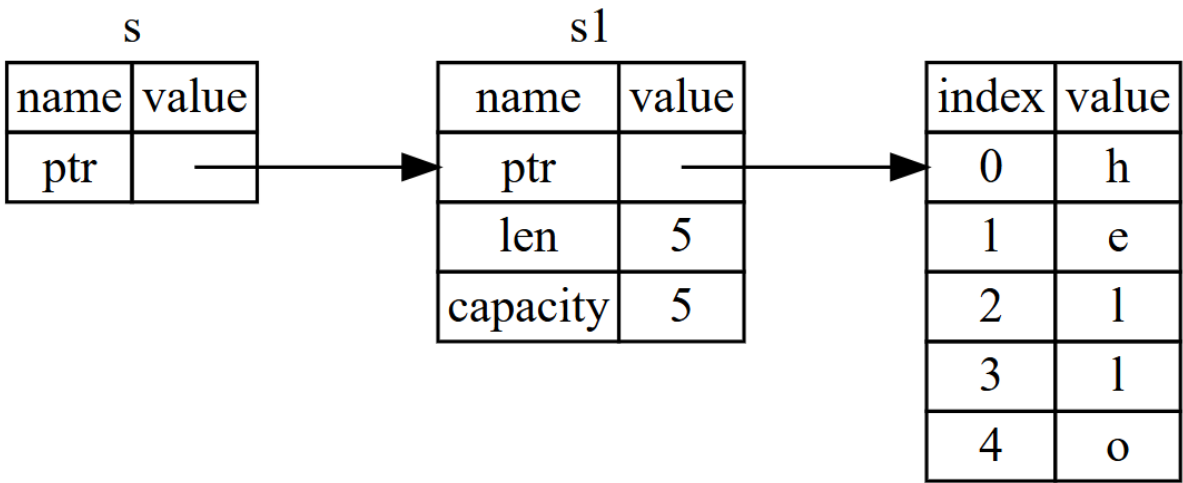 s
name value
ptr
s1
name value
ptr
len 5
capacity 5
index value
0 h
1 e
2 l
3 l
4 o